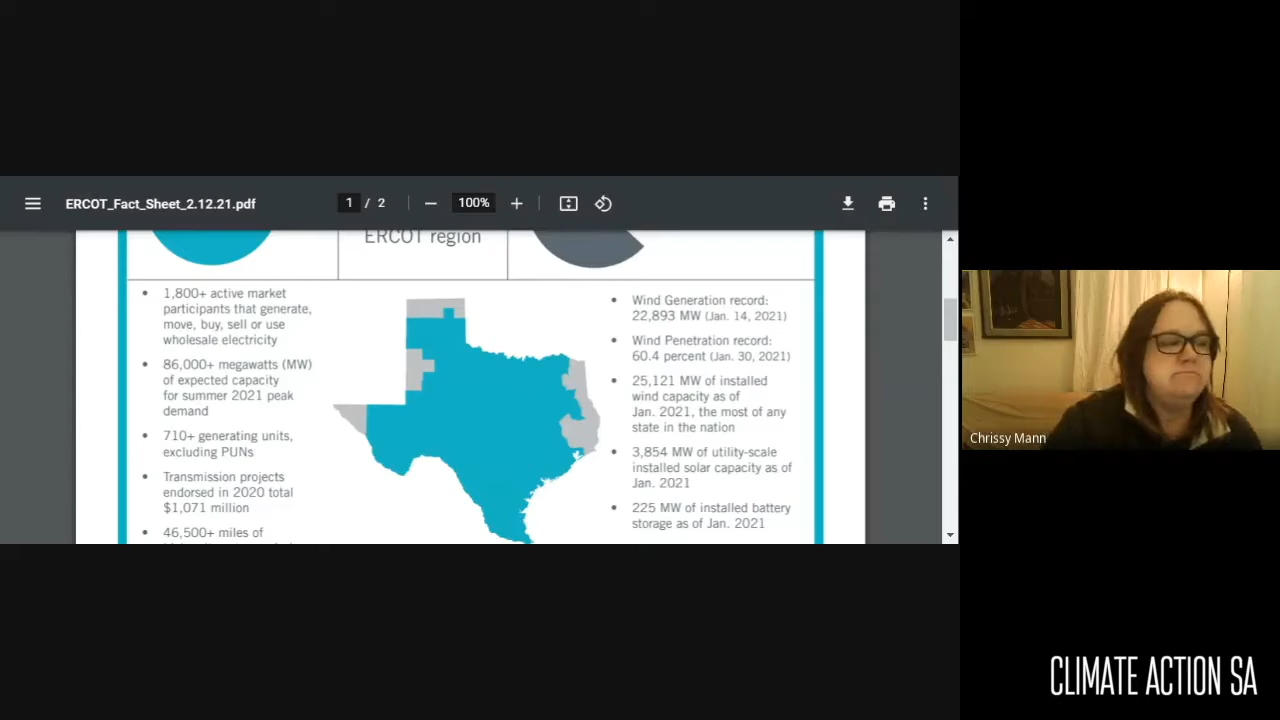 ERCOT_Fact_Sheet_2.12.21.pdf
1 / 2
100%
ERCOT region
• 1,800+ active market
participants that generate,
move, buy, sell or use
wholesale electricity
• 86,000+ megawatts (MW)
of expected capacity
for summer 2021 peak
demand
• 710+ generating units,
excluding PUNs
• Transmission projects
endorsed in 2020 total
$1,071 million
• 46,500+ miles of
• Wind Generation record:
22,893 MW (Jan. 14, 2021)
• Wind Penetration record:
60.4 percent (Jan. 30, 2021)
• 25,121 MW of installed
wind capacity as of
Jan. 2021, the most of any
state in the nation
• 3,854 MW of utility-scale
installed solar capacity as of
Jan. 2021
• 225 MW of installed battery
storage as of Jan. 2021
Chrissy Mann
CLIMATE ACTION SA